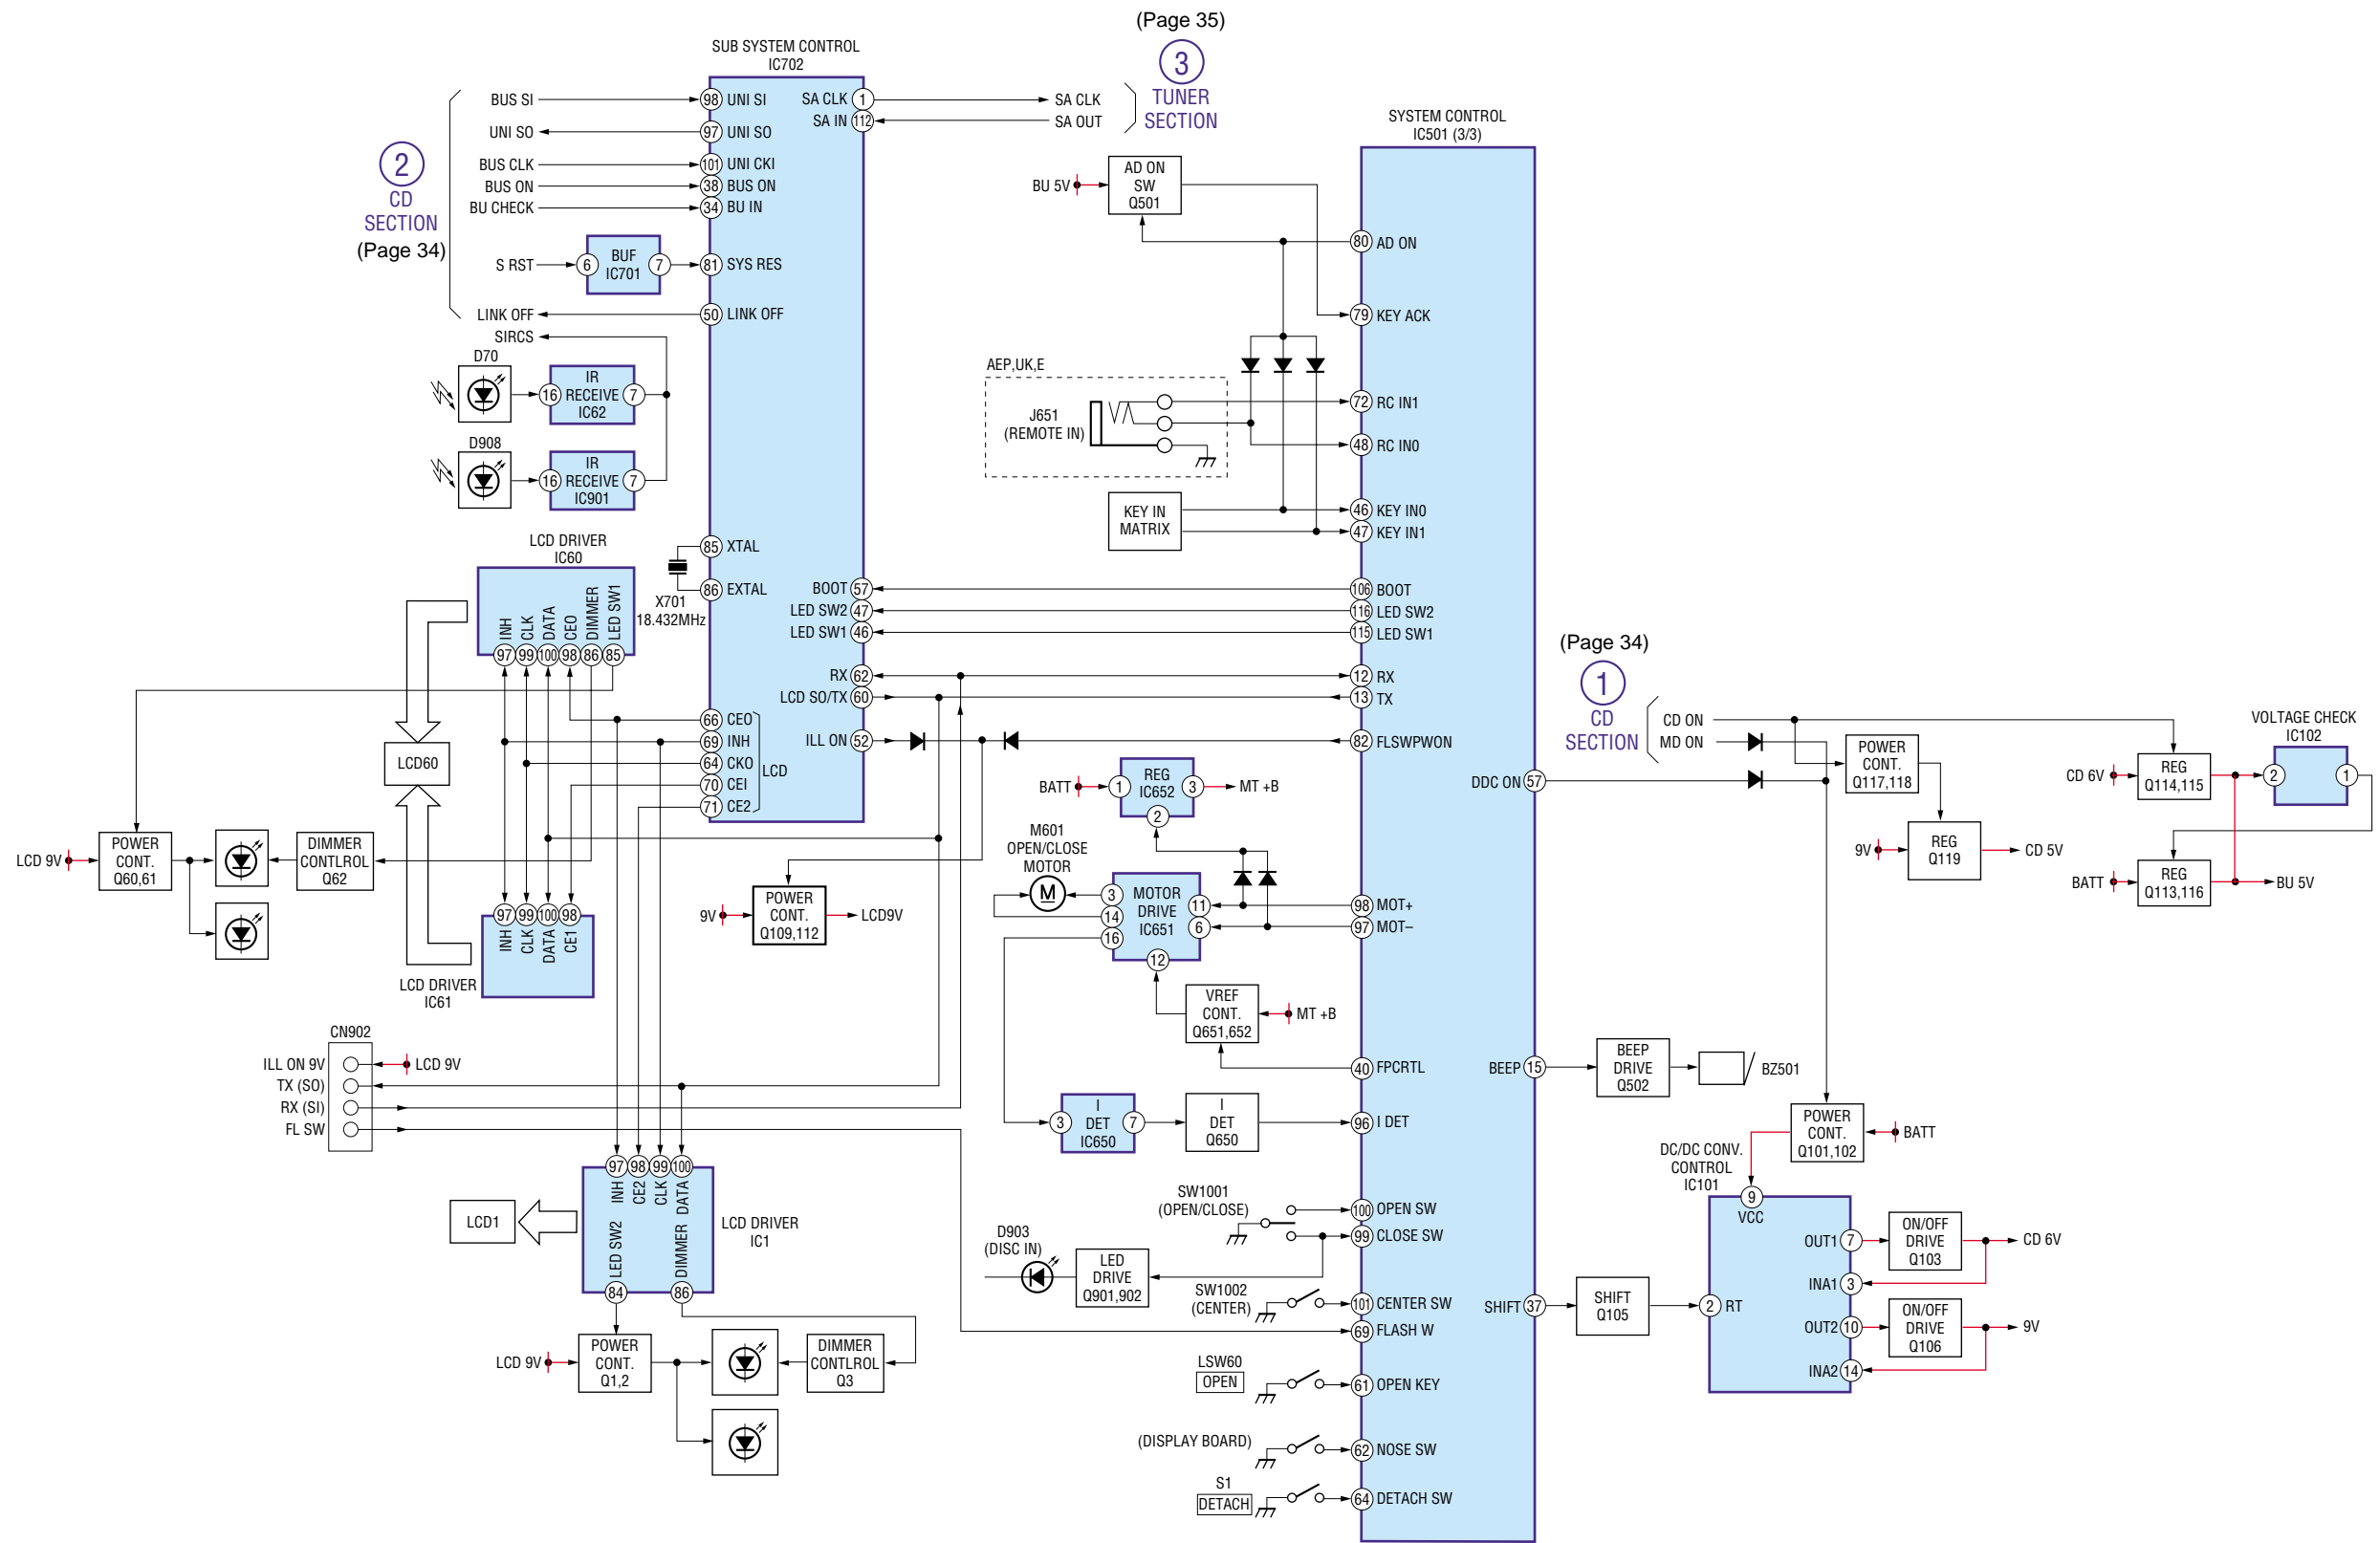 (Page 35)
3
TUNER
SECTION
SUB SYSTEM CONTROL
IC702
BUS SI
98 UNI SI
UNI SO
97 UNI SO
BUS CLK
101 UNI CKI
BUS ON
38 BUS ON
BU CHECK
34 BU IN
S RST
6
BUF
IC701
7
81 SYS RES
LINK OFF
50 LINK OFF
SA CLK 1
SA CLK
SA IN 112
SA OUT
2
CD
SECTION
(Page 34)
SIRCS
D70
16
IR
RECEIVE
IC62
7
D908
16
IR
RECEIVE
IC901
7
85 XTAL
86 EXTAL
X701
18.432MHz
BOOT 57
LED SW2 47
LED SW1 46
RX 62
LCD SO/TX 60
ILL ON 52
66 CEO
69 INH
64 CKO
70 CEI
71 CE2
LCD
LCD DRIVER
IC60
INH
CLK
DATA
CEO
DIMMER
LED SW1
97 99 100 98 86 85
LCD60
LCD 9V
POWER
CONT.
Q60,61
DIMMER
CONTLROL
Q62
97 99 100 98
INH
CLK
DATA
CE1
LCD DRIVER
IC61
9V
POWER
CONT.
Q109,112
LCD9V
CN902
ILL ON 9V
LCD 9V
TX (SO)
RX (SI)
FL SW
97 98 99 100
INH
CE2
CLK
DATA
LED SW2
DIMMER
84 86
LCD1
LCD DRIVER
IC1
LCD 9V
POWER
CONT.
Q1,2
DIMMER
CONTLROL
Q3
SYSTEM CONTROL
IC501 (3/3)
BU 5V
AD ON
SW
Q501
80 AD ON
79 KEY ACK
AEP,UK,E
J651
(REMOTE IN)
72 RC IN1
48 RC IN0
KEY IN
MATRIX
46 KEY IN0
47 KEY IN1
106 BOOT
116 LED SW2
115 LED SW1
12 RX
13 TX
82 FLSWPWON
BATT
1
REG
IC652
3
MT +B
2
M601
OPEN/CLOSE
MOTOR
M
3
14
16
MOTOR
DRIVE
IC651
11
6
12
98 MOT+
97 MOT–
VREF
CONT.
Q651,652
MT +B
40 FPCRTL
3
I
DET
IC650
7
I
DET
Q650
96 I DET
SW1001
(OPEN/CLOSE)
100 OPEN SW
99 CLOSE SW
D903
(DISC IN)
LED
DRIVE
Q901,902
SW1002
(CENTER)
101 CENTER SW
69 FLASH W
LSW60
OPEN
61 OPEN KEY
(DISPLAY BOARD)
62 NOSE SW
S1
DETACH
64 DETACH SW
DDC ON 57
BEEP 15
BEEP
DRIVE
Q502
BZ501
SHIFT 37
SHIFT
Q105
(Page 34)
1
CD
SECTION
CD ON
MD ON
POWER
CONT.
Q117,118
9V
REG
Q119
CD 5V
VOLTAGE CHECK
IC102
CD 6V
REG
Q114,115
2
1
BATT
REG
Q113,116
BU 5V
POWER
CONT.
Q101,102
BATT
DC/DC CONV.
CONTROL
IC101
9
VCC
2 RT
OUT1 7
ON/OFF
DRIVE
Q103
CD 6V
INA1 3
OUT2 10
ON/OFF
DRIVE
Q106
9V
INA2 14